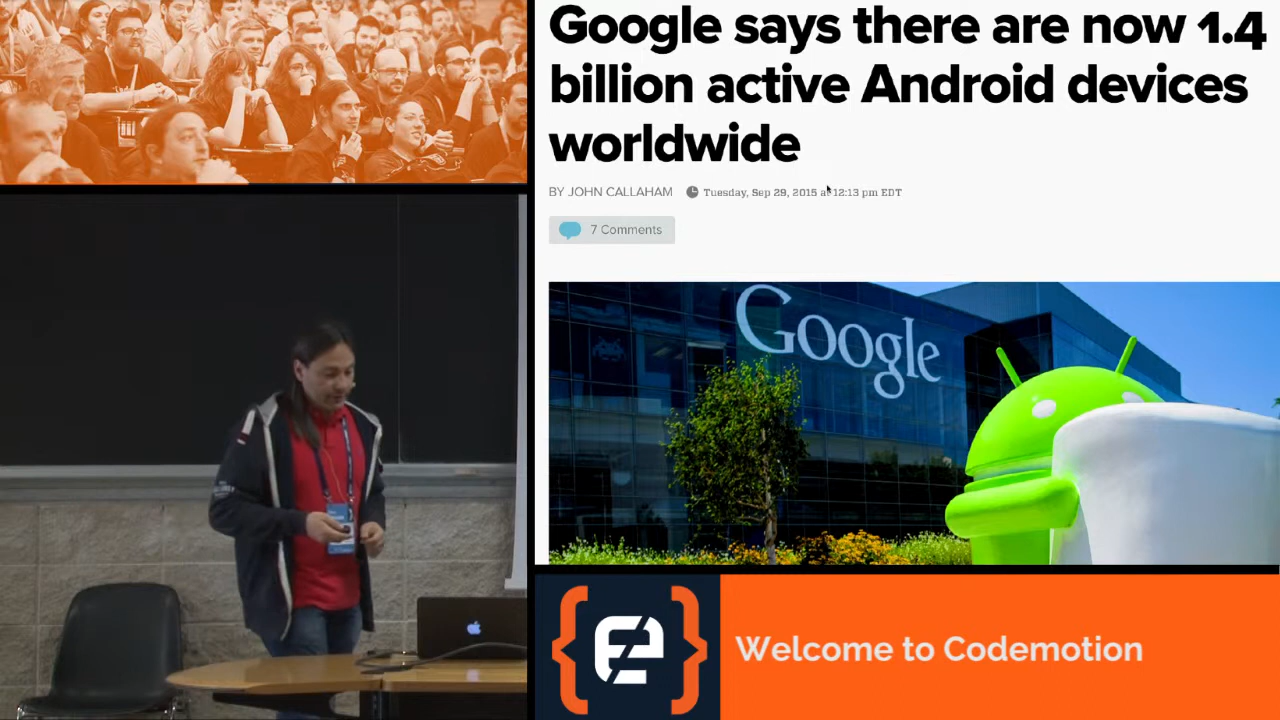 Google says there are now 1.4
billion active Android devices
worldwide
BY JOHN CALLAHAM Tuesday, Sep 29, 2015 at 12:13 pm EDT
7 Comments
Google
Welcome to Codemotion